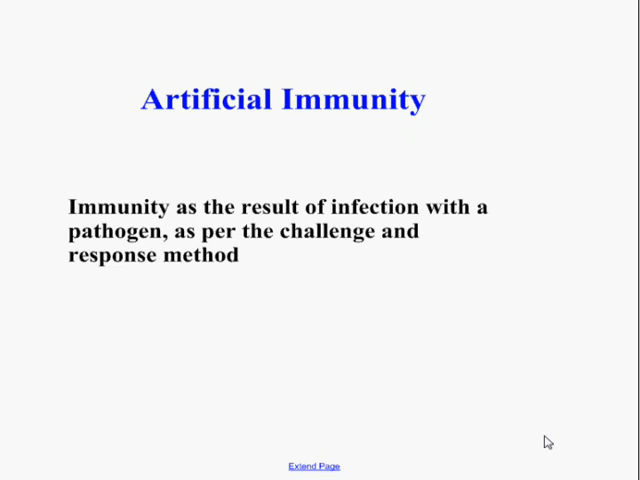 Artificial Immunity
Immunity as the result of infection with a
pathogen, as per the challenge and
response method
Extend Page